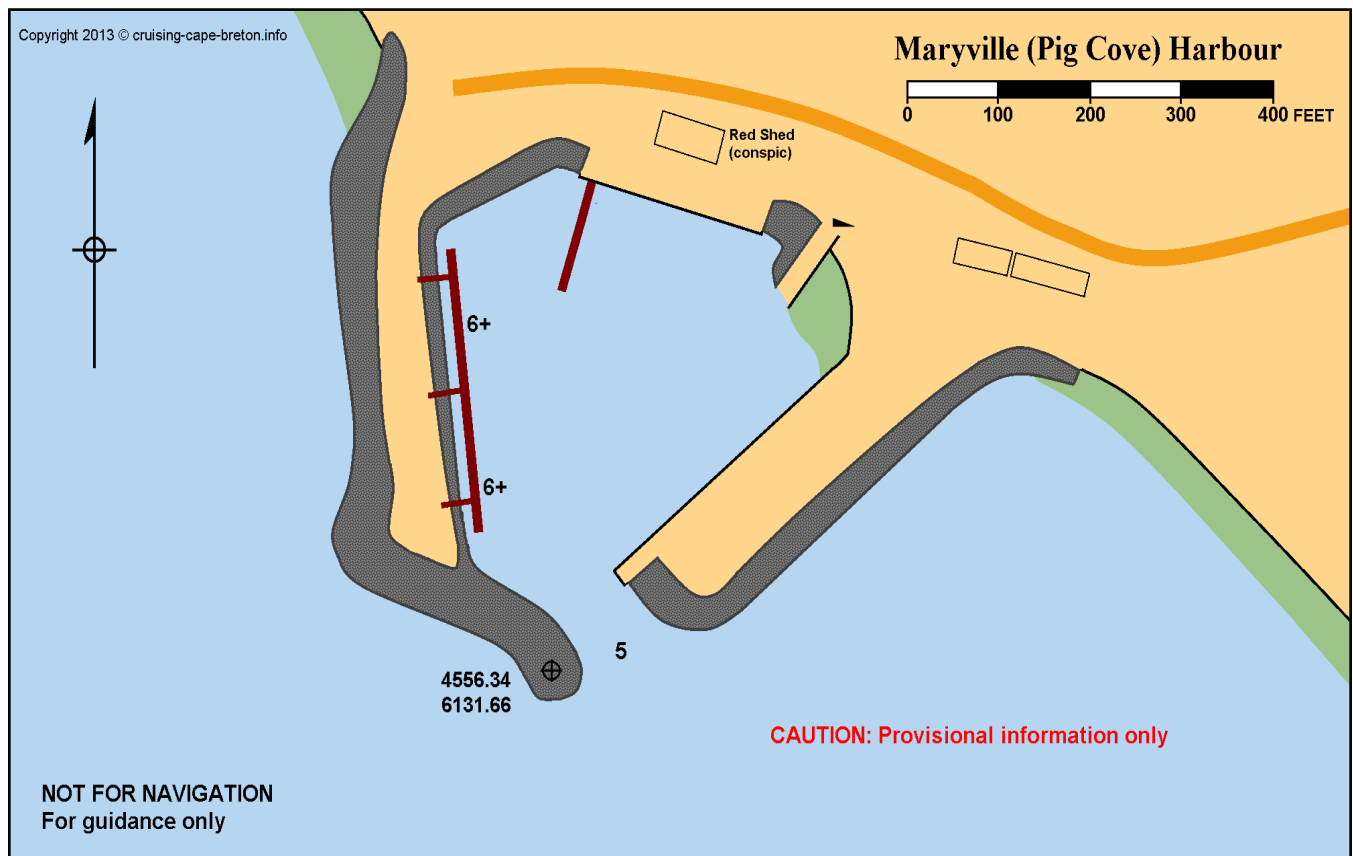 Copyright 2013 © cruising-cape-breton.info
Maryville (Pig Cove) Harbour
0 100 200 300 400 FEET
Red Shed
(conspic)
6+
6+
5
4556.34
6131.66
CAUTION: Provisional information only
NOT FOR NAVIGATION
For guidance only